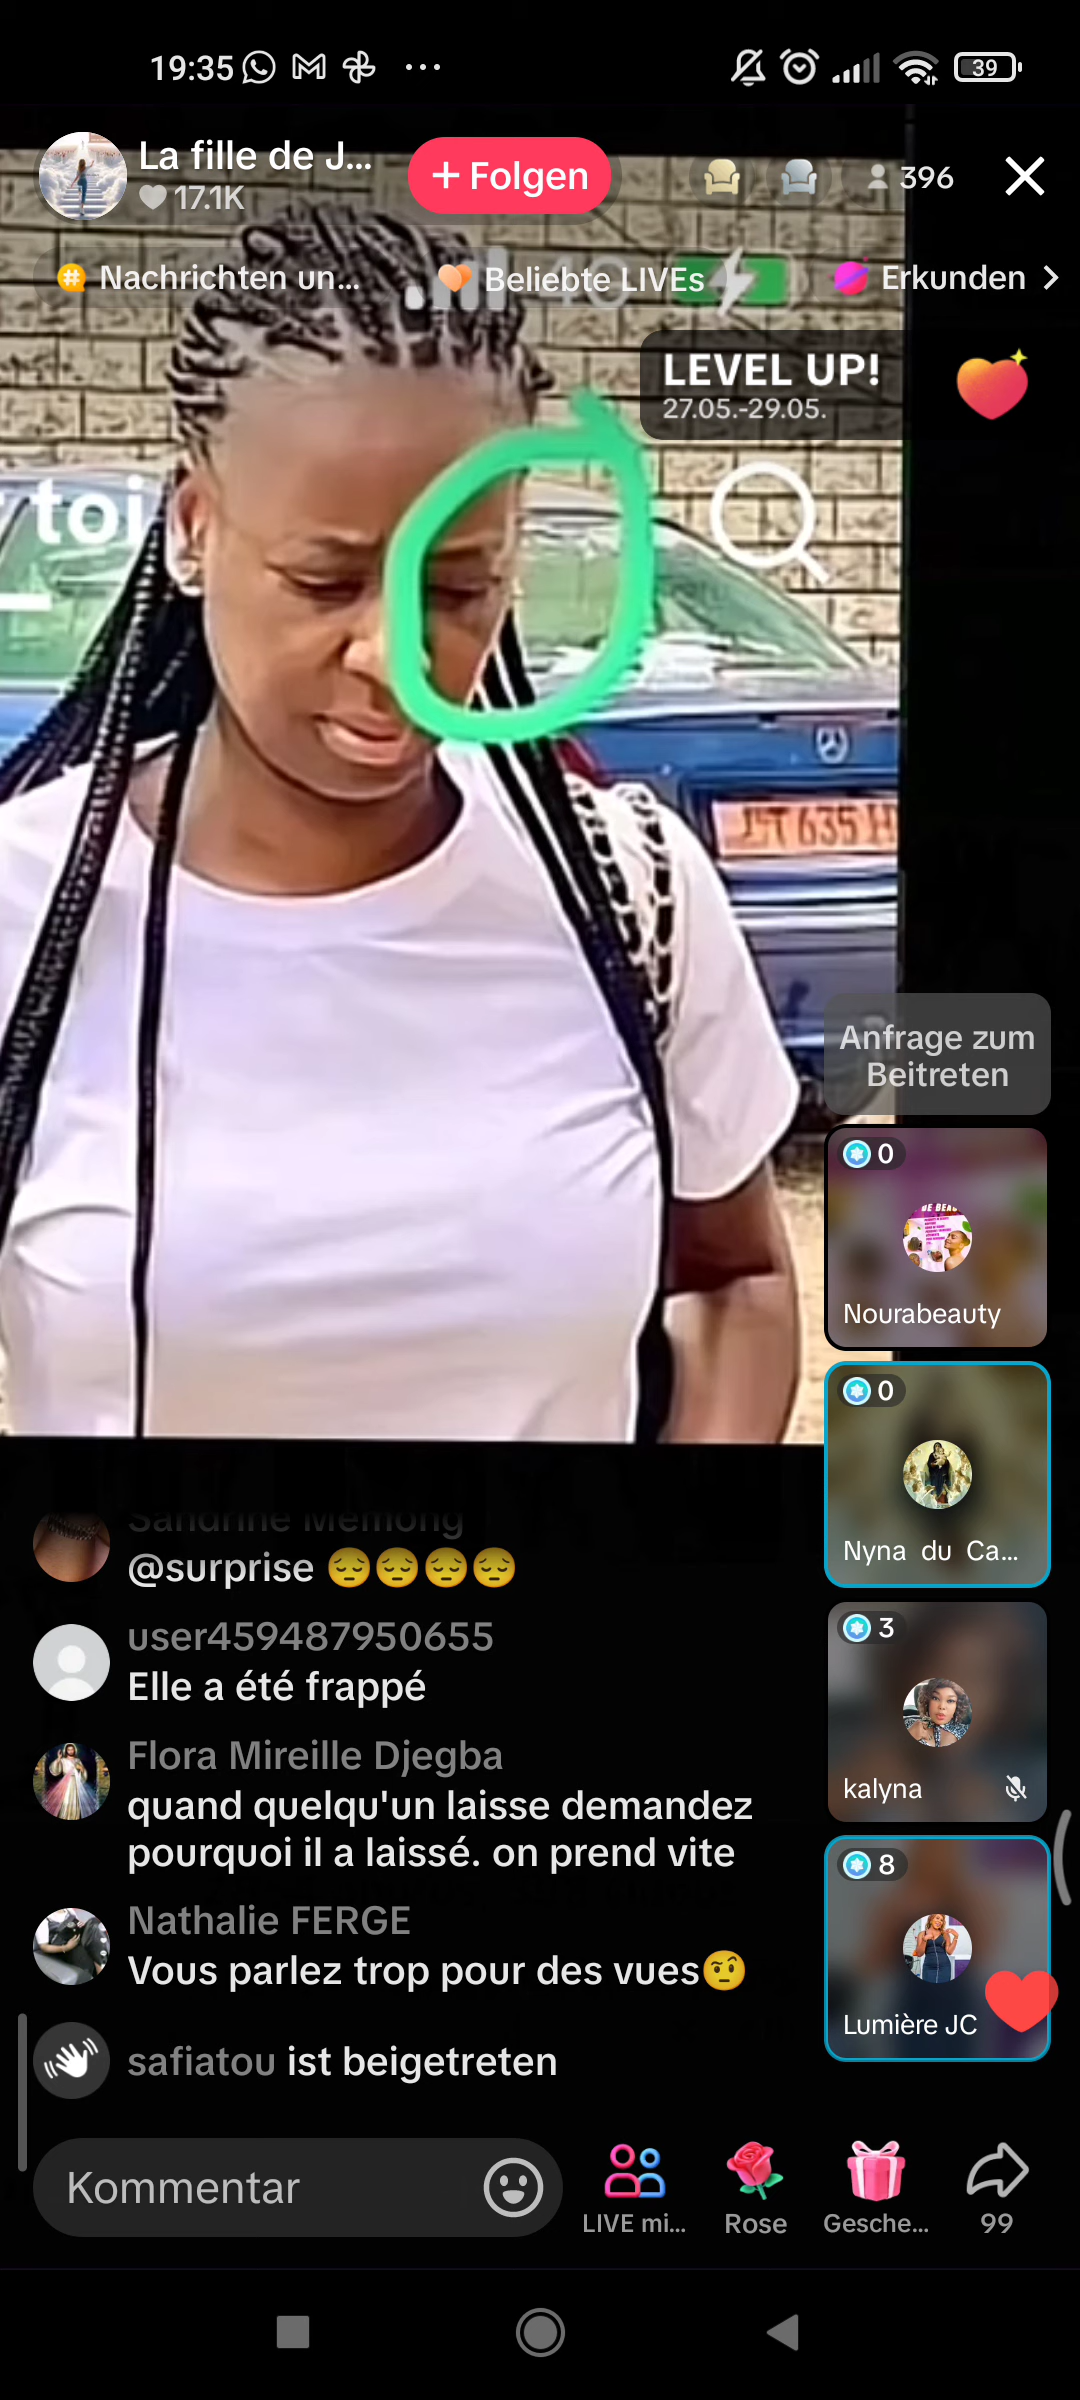 19:35
39
La fille de J...
17.1K
+ Folgen
396
Nachrichten un...
Beliebte LIVEs
Erkunden
LEVEL UP!
27.05.-29.05.
toi
635
Anfrage zum
Beitreten
0
Nourabeauty
0
Nyna du Ca...
3
kalyna
8
Lumière JC
Sandrine Memong
@surprise 😔😔😔😔
user459487950655
Elle a été frappé
Flora Mireille Djegba
quand quelqu'un laisse demandez
pourquoi il a laissé. on prend vite
Nathalie FERGE
Vous parlez trop pour des vues🤨
safiatou ist beigetreten
Kommentar
LIVE mi...
Rose
Gesche...
99